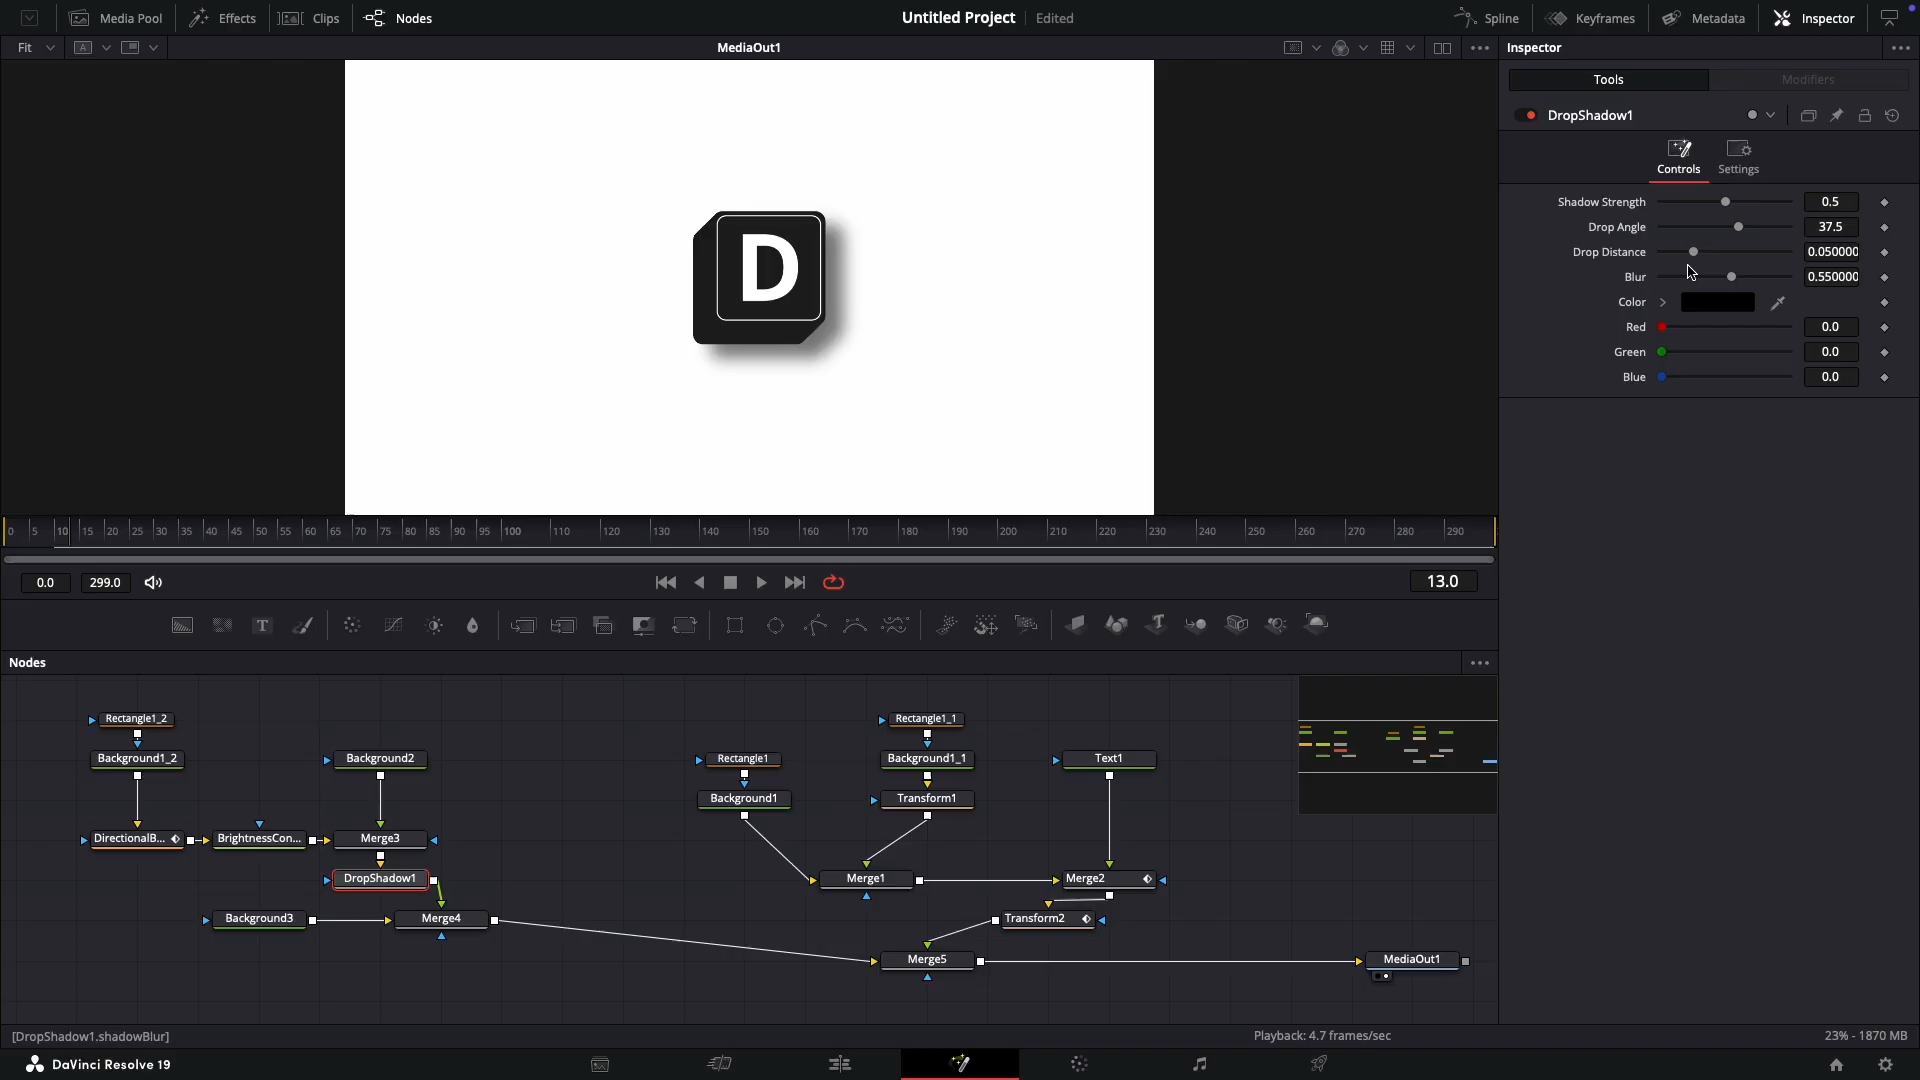 Media Pool Effects Clips Nodes Untitled Project Edited Spline Keyframes Metadata Inspector
Fit A MediaOut1 Inspector
Tools Modifiers
DropShadow1
Controls Settings
Shadow Strength 0.5
Drop Angle 37.5
Drop Distance 0.050000
Blur 0.550000
Color
Red 0.0
Green 0.0
Blue 0.0
D
0 5 10 15 20 25 30 35 40 45 50 55 60 65 70 75 80 85 90 95 100 110 120 130 140 150 160 170 180 190 200 210 220 230 240 250 260 270 280 290
0.0 299.0 13.0
T
Nodes
Rectangle1_2 Rectangle1_1
Background1_2 Background2 Rectangle1 Background1_1 Text1
Background1 Transform1
DirectionalB... BrightnessCon... Merge3
DropShadow1 Merge1 Merge2
Background3 Merge4 Transform2
Merge5 MediaOut1
[DropShadow1.shadowBlur] Playback: 4.7 frames/sec 23% - 1870 MB
DaVinci Resolve 19